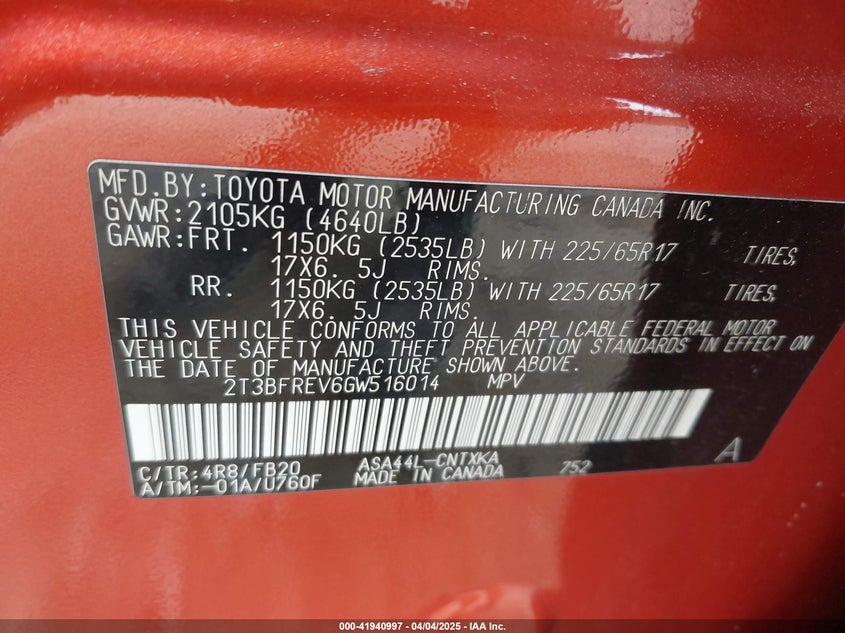 MFD.BY:TOYOTA MOTOR MANUFACTURING CANADA INC.
GVWR:2105KG (4640LB)
GAWR:FRT. 1150KG (2535LB) WITH 225/65R17 TIRES,
17X6. 5J RIMS.
RR. 1150KG (2535LB) WITH 225/65R17 TIRES,
17X6. 5J RIMS.
THIS VEHICLE CONFORMS TO ALL APPLICABLE FEDERAL MOTOR
VEHICLE SAFETY AND THEFT PREVENTION STANDARDS IN EFFECT ON
THE DATE OF MANUFACTURE SHOWN ABOVE.
2T3BFREV6GW516014 MPV
A
C/TR:4R8/FB20 ASA44L-CNTXKA 752
A/TM:-01A/U760F MADE IN CANADA
000-41940997 - 04/04/2025 - IAA Inc.